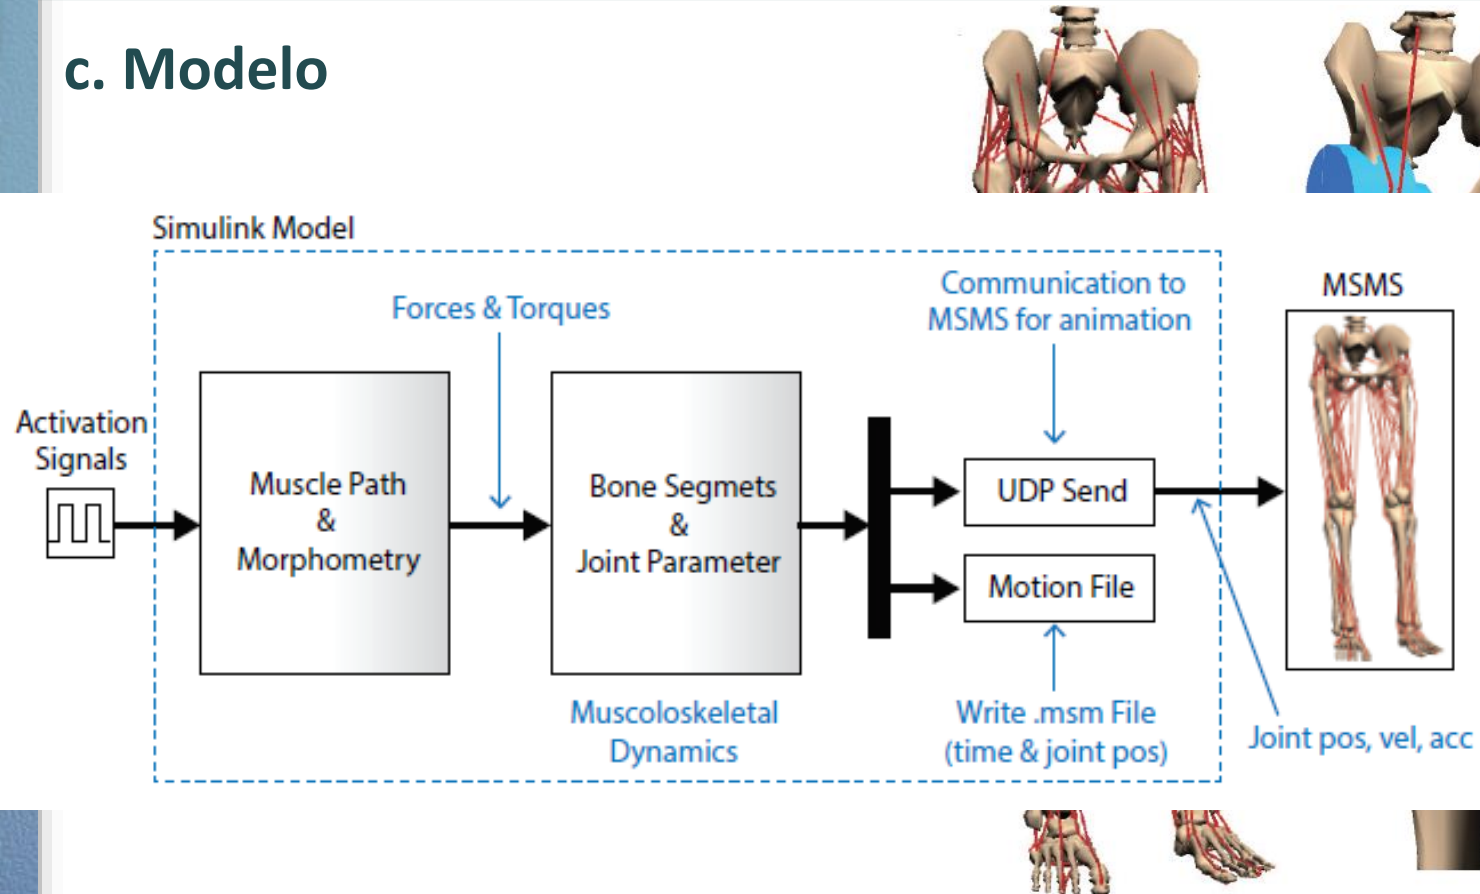 c. Modelo
Simulink Model
Forces & Torques
Communication to
MSMS for animation
MSMS
Activation
Signals
Muscle Path
&
Morphometry
Bone Segmets
&
Joint Parameter
UDP Send
Motion File
Muscoloskeletal
Dynamics
Write .msm File
(time & joint pos)
Joint pos, vel, acc